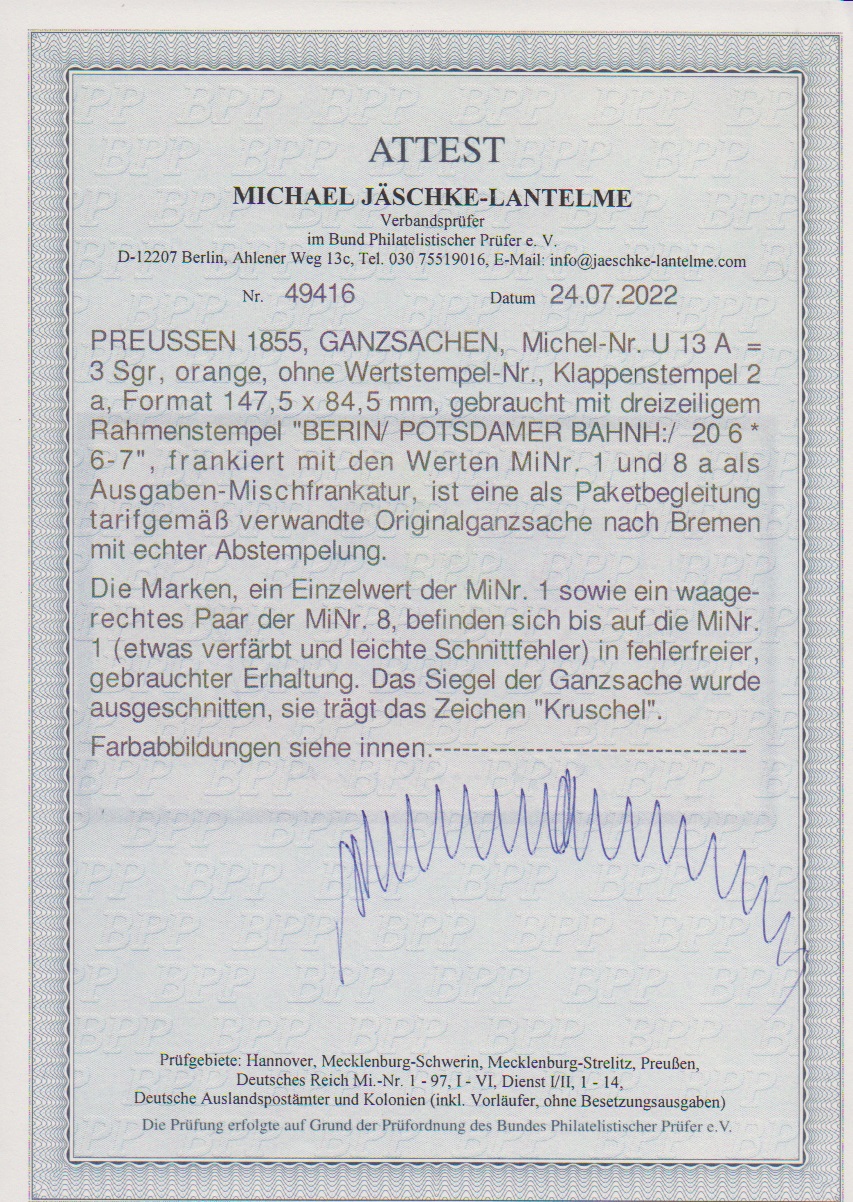 ATTEST
MICHAEL JÄSCHKE-LANTELME
Verbandsprüfer
im Bund Philatelistischer Prüfer e. V.
D-12207 Berlin, Ahlener Weg 13c, Tel. 030 75519016, E-Mail: info@jaeschke-lantelme.com
Nr. 49416 Datum 24.07.2022
PREUSSEN 1855, GANZSACHEN, Michel-Nr. U 13 A =
3 Sgr, orange, ohne Wertstempel-Nr., Klappenstempel 2
a, Format 147,5 x 84,5 mm, gebraucht mit dreizeiligem
Rahmenstempel "BERIN/ POTSDAMER BAHNH:/ 20 6 *
6-7", frankiert mit den Werten MiNr. 1 und 8 a als
Ausgaben-Mischfrankatur, ist eine als Paketbegleitung
tarifgemäß verwandte Originalganzsache nach Bremen
mit echter Abstempelung.
Die Marken, ein Einzelwert der MiNr. 1 sowie ein waage-
rechtes Paar der MiNr. 8, befinden sich bis auf die MiNr.
1 (etwas verfärbt und leichte Schnittfehler) in fehlerfreier,
gebrauchter Erhaltung. Das Siegel der Ganzsache wurde
ausgeschnitten, sie trägt das Zeichen "Kruschel".
Farbabbildungen siehe innen.----------------------------------
Prüfgebiete: Hannover, Mecklenburg-Schwerin, Mecklenburg-Strelitz, Preußen,
Deutsches Reich Mi.-Nr. 1 - 97, I - VI, Dienst I/II, 1 - 14,
Deutsche Auslandspostämter und Kolonien (inkl. Vorläufer, ohne Besetzungsausgaben)
Die Prüfung erfolgte auf Grund der Prüfordnung des Bundes Philatelistischer Prüfer e.V.